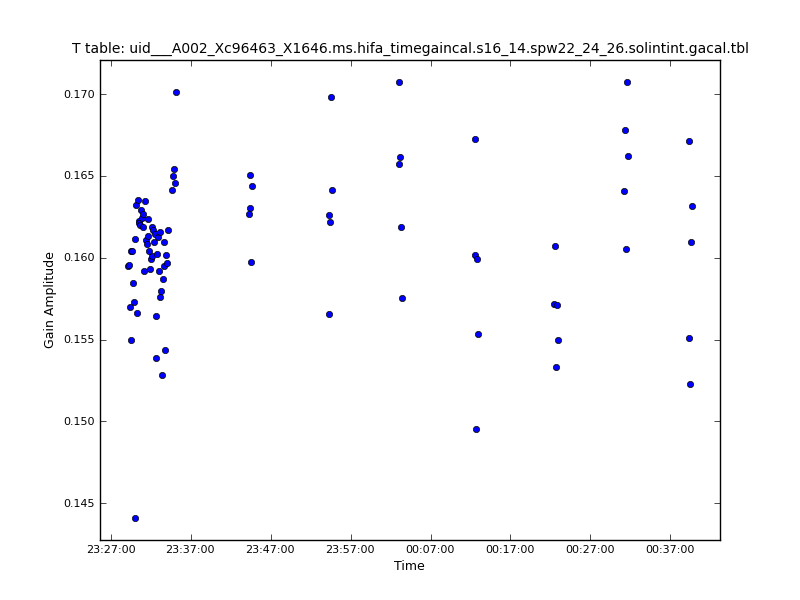 T table: uid___A002_Xc96463_X1646.ms.hifa_timegaincal.s16_14.spw22_24_26.solintint.gacal.tbl
0.170
0.165
0.160
0.155
0.150
0.145
Gain Amplitude
23:27:00 23:37:00 23:47:00 23:57:00 00:07:00 00:17:00 00:27:00 00:37:00
Time